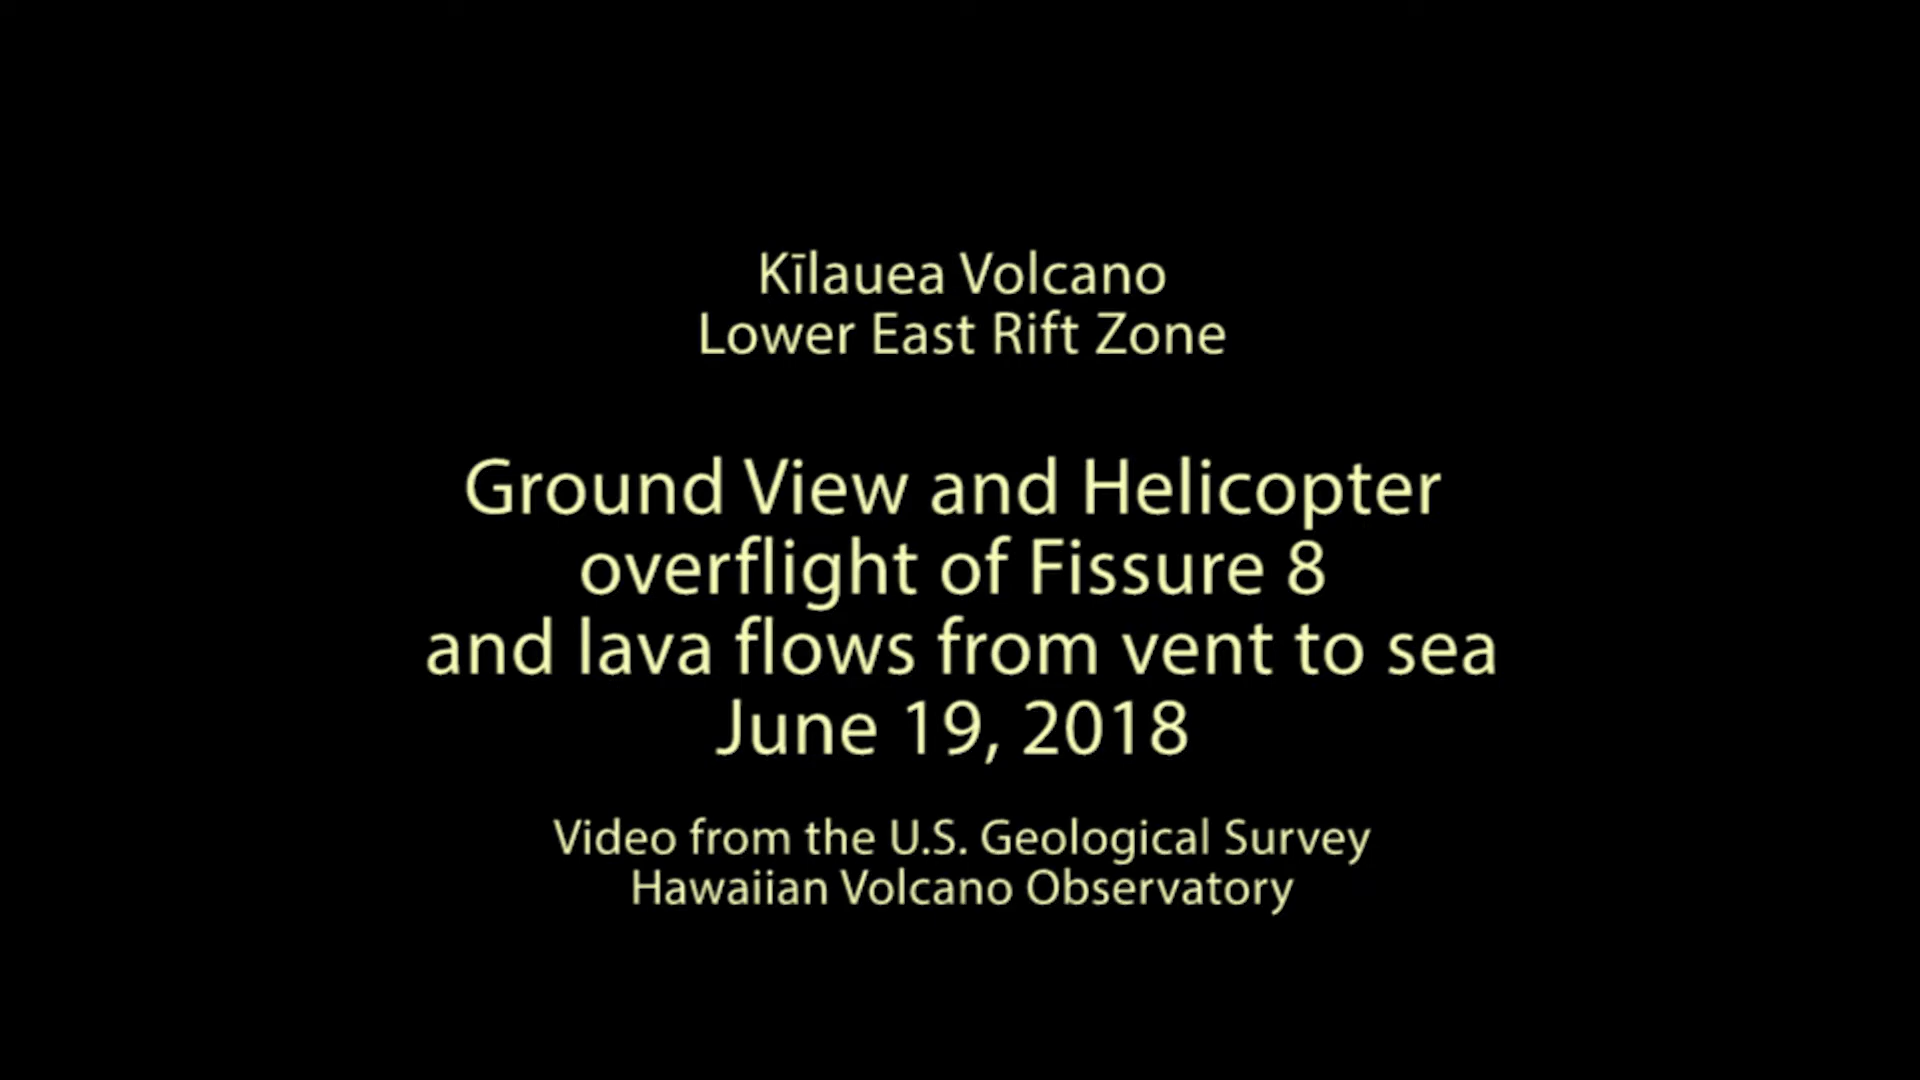 Kīlauea Volcano
Lower East Rift Zone
Ground View and Helicopter
overflight of Fissure 8
and lava flows from vent to sea
June 19, 2018
Video from the U.S. Geological Survey
Hawaiian Volcano Observatory